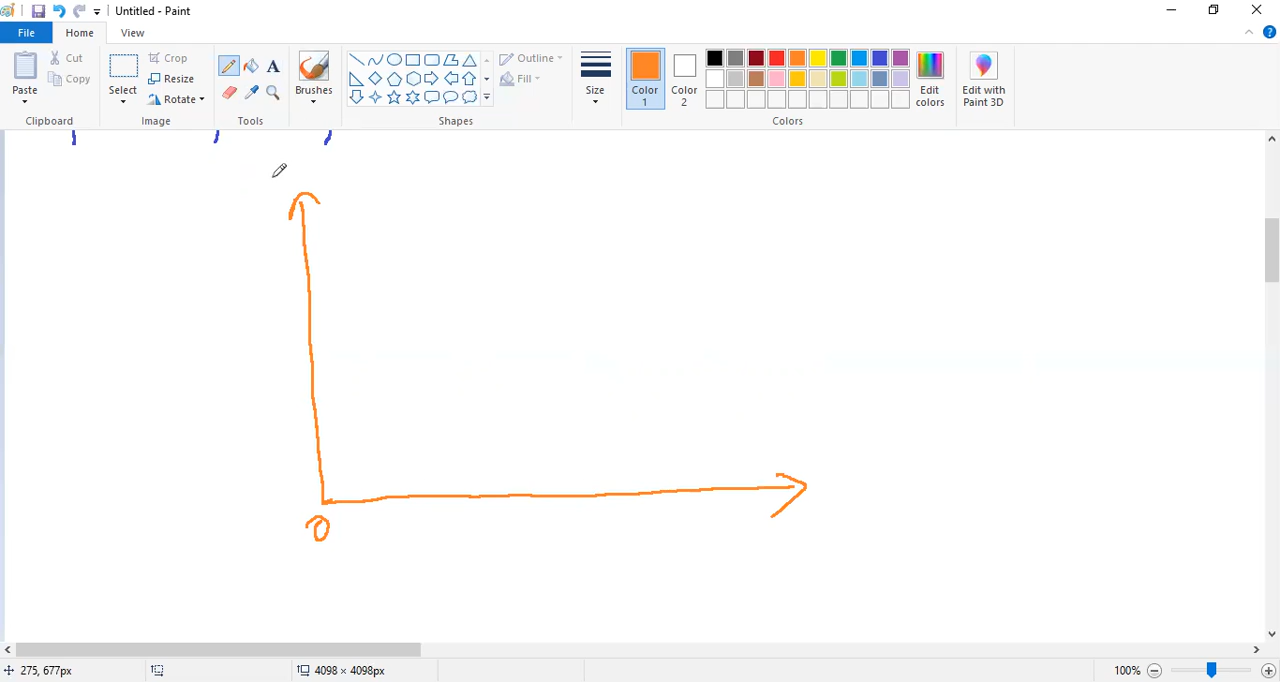 Untitled - Paint
File Home View
Paste
Cut
Copy
Clipboard
Select
Crop
Resize
Rotate
Image
A
Tools
Brushes
Outline
Fill
Shapes
Size
Color 1
Color 2
Edit colors
Edit with Paint 3D
Colors
0
275, 677px
4098 × 4098px
100%